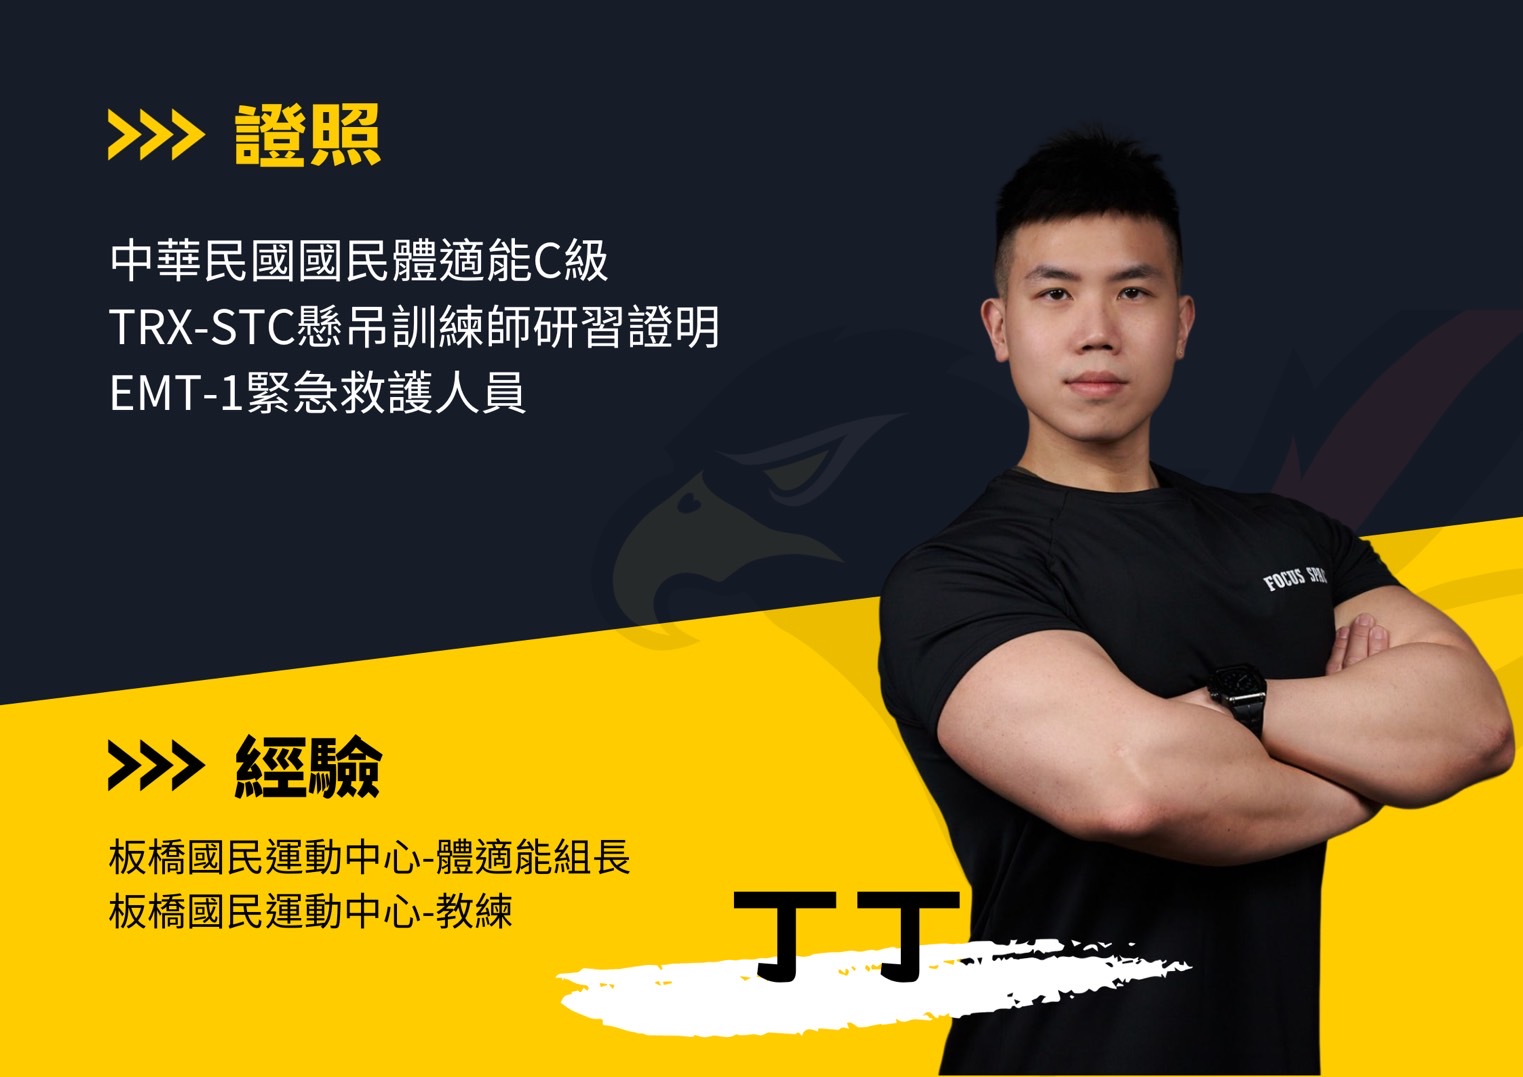 證照
中華民國國民體適能C級
TRX-STC懸吊訓練師研習證明
EMT-1緊急救護人員
FOCUS
經驗
板橋國民運動中心-體適能組長
板橋國民運動中心-教練
丁丁